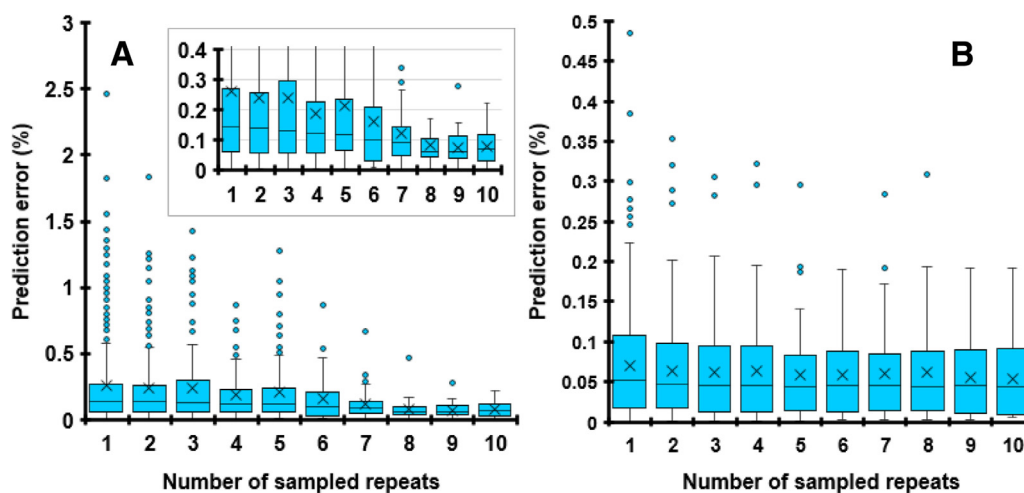 A
Prediction error (%)
3
2.5
2
1.5
1
0.5
0
1 2 3 4 5 6 7 8 9 10
Number of sampled repeats
0.4
0.3
0.2
0.1
0
1 2 3 4 5 6 7 8 9 10
B
Prediction error (%)
0.5
0.45
0.4
0.35
0.3
0.25
0.2
0.15
0.1
0.05
0
1 2 3 4 5 6 7 8 9 10
Number of sampled repeats